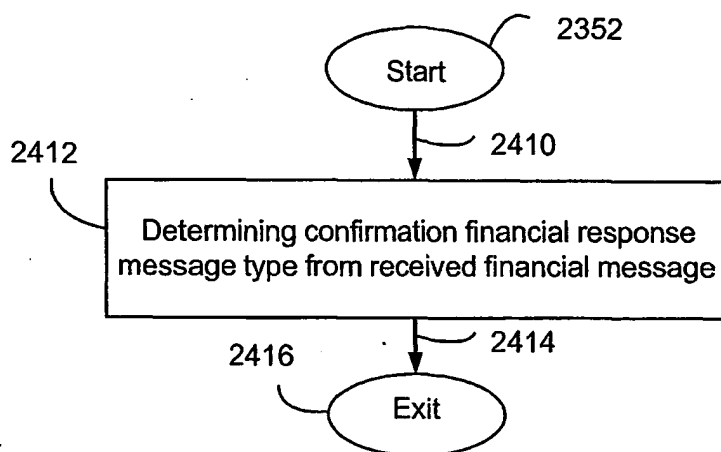 2352
Start
2410
2412
Determining confirmation financial response
message type from received financial message
2414
2416
Exit